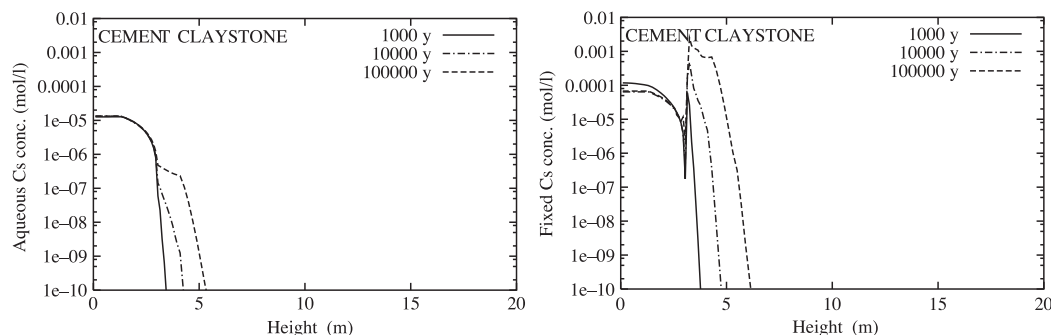 0.01
0.001
0.0001
1e–05
1e–06
1e–07
1e–08
1e–09
1e–10
Aqueous Cs conc. (mol/l)
CEMENT CLAYSTONE
1000 y
10000 y
100000 y
0 5 10 15 20
Height (m)
0.01
0.001
0.0001
1e–05
1e–06
1e–07
1e–08
1e–09
1e–10
Fixed Cs conc. (mol/l)
CEMENT CLAYSTONE
1000 y
10000 y
100000 y
0 5 10 15 20
Height (m)